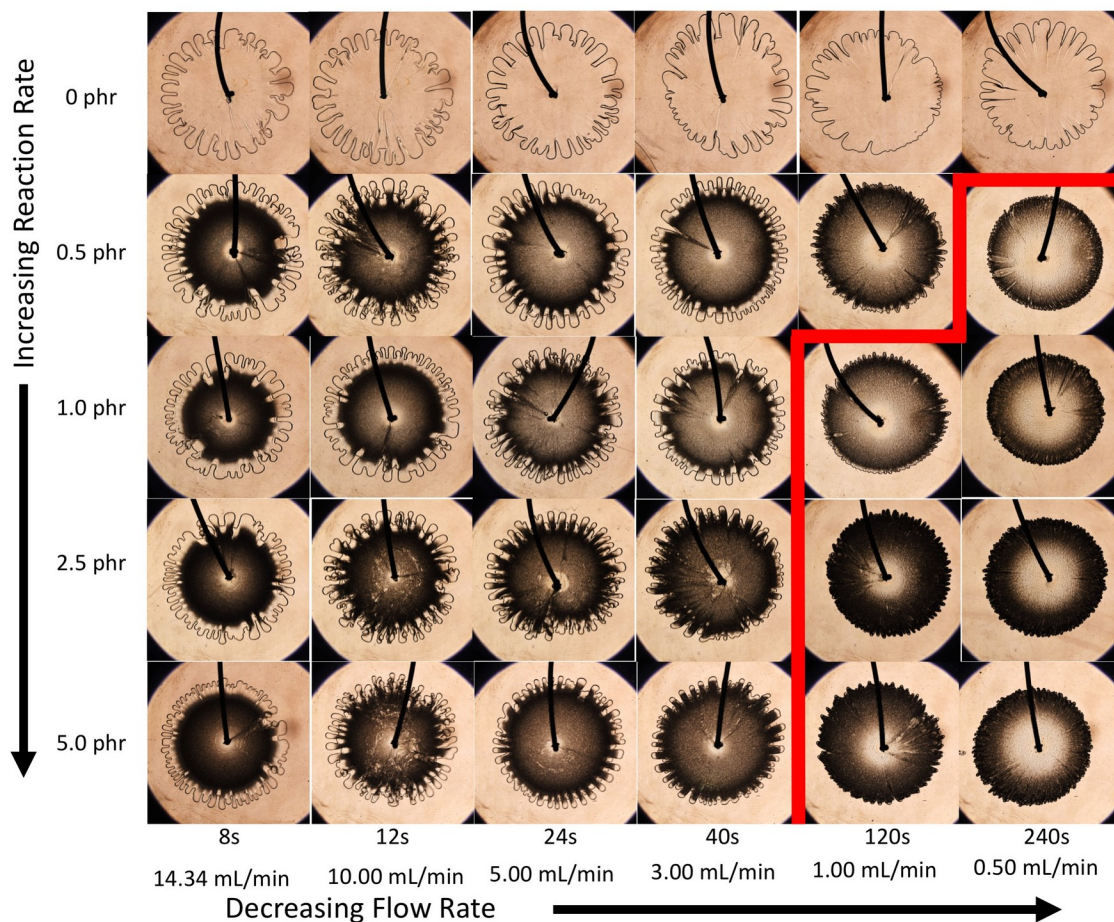 Increasing Reaction Rate
0 phr
0.5 phr
1.0 phr
2.5 phr
5.0 phr
8s 12s 24s 40s 120s 240s
14.34 mL/min 10.00 mL/min 5.00 mL/min 3.00 mL/min 1.00 mL/min 0.50 mL/min
Decreasing Flow Rate